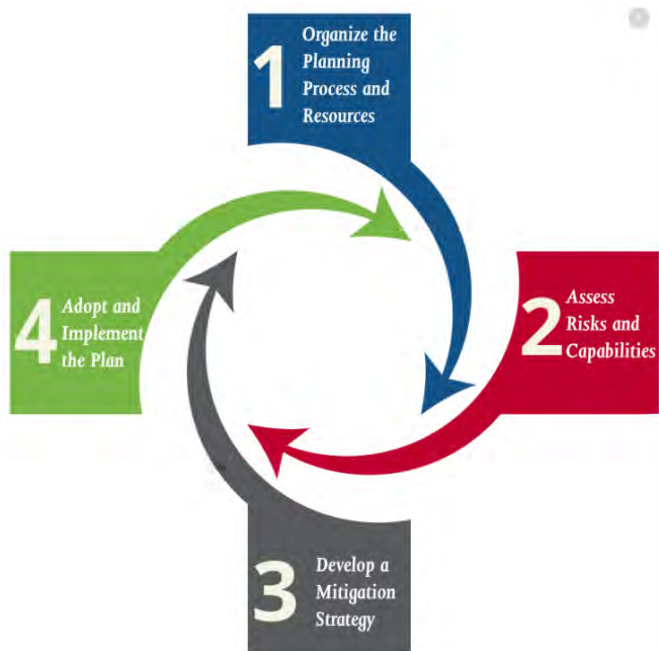 1
Organize the
Planning
Process and
Resources
2
Assess
Risks and
Capabilities
3
Develop a
Mitigation
Strategy
4
Adopt and
Implement
the Plan